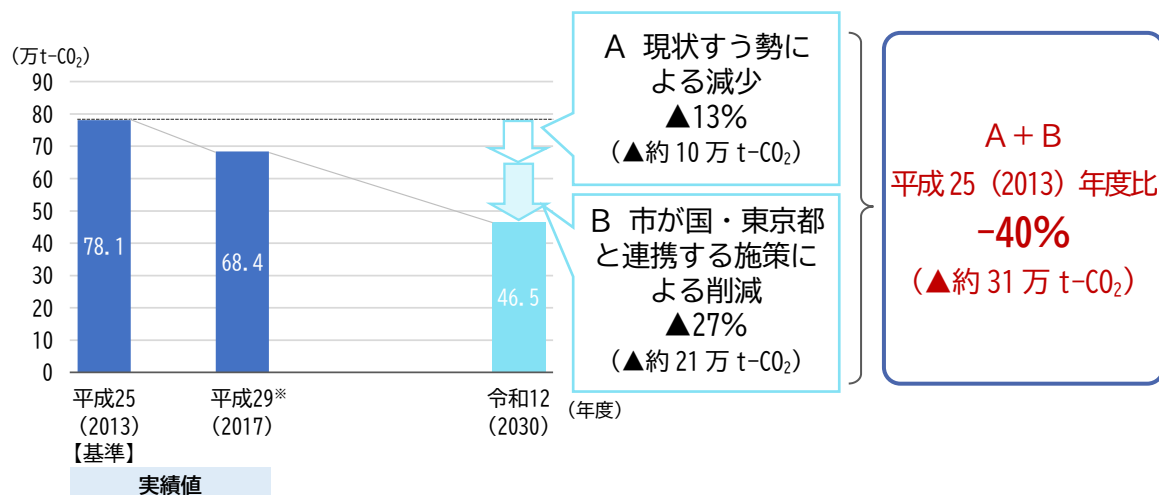 (万t-CO₂)
90
80
70
60
50
40
30
20
10
0
78.1
68.4
46.5
平成25
(2013)
【基準】
平成29※
(2017)
令和12
(2030)
(年度)
実績値
A 現状すう勢に
よる減少
▲13%
(▲約 10 万 t-CO₂)
B 市が国・東京都
と連携する施策に
よる削減
▲27%
(▲約 21 万 t-CO₂)
A+B
平成 25(2013)年度比
-40%
(▲約 31 万 t-CO₂)